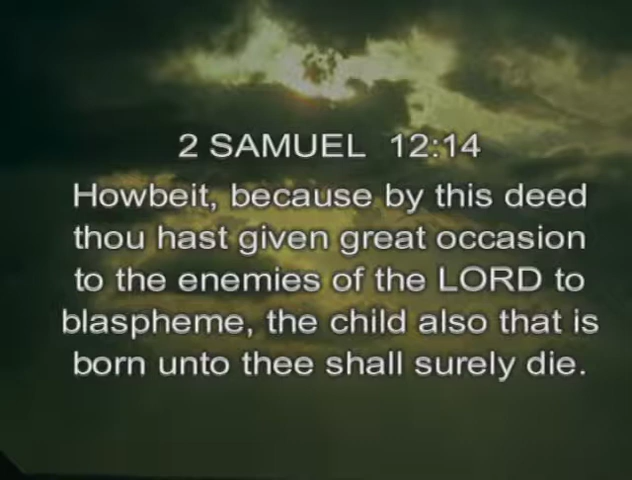 2 SAMUEL 12:14
Howbeit, because by this deed
thou hast given great occasion
to the enemies of the LORD to
blaspheme, the child also that is
born unto thee shall surely die.